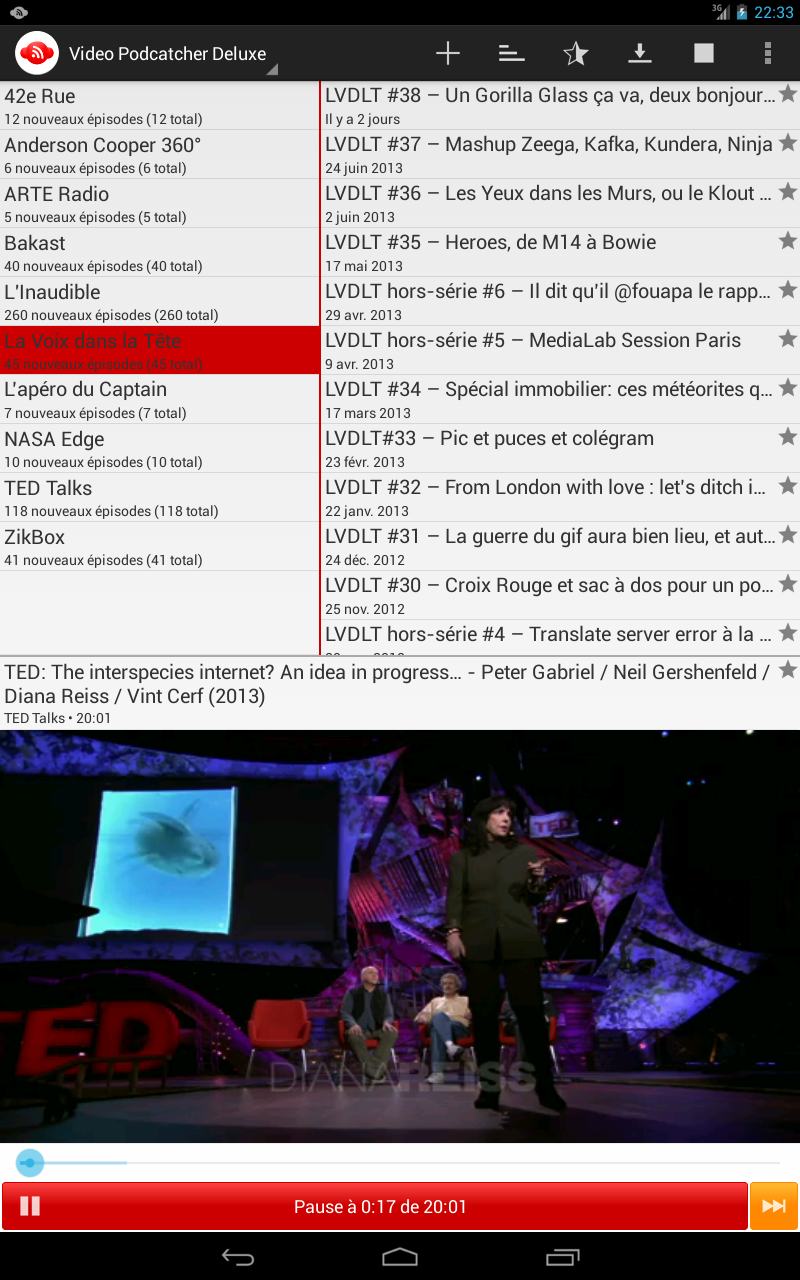 3G
22:33
Video Podcatcher Deluxe
42e Rue
12 nouveaux épisodes (12 total)
Anderson Cooper 360°
6 nouveaux épisodes (6 total)
ARTE Radio
5 nouveaux épisodes (5 total)
Bakast
40 nouveaux épisodes (40 total)
L'Inaudible
260 nouveaux épisodes (260 total)
La Voix dans la Tête
45 nouveaux épisodes (45 total)
L'apéro du Captain
7 nouveaux épisodes (7 total)
NASA Edge
10 nouveaux épisodes (10 total)
TED Talks
118 nouveaux épisodes (118 total)
ZikBox
41 nouveaux épisodes (41 total)
LVDLT #38 – Un Gorilla Glass ça va, deux bonjour...
Il y a 2 jours
LVDLT #37 – Mashup Zeega, Kafka, Kundera, Ninja
24 juin 2013
LVDLT #36 – Les Yeux dans les Murs, ou le Klout ...
2 juin 2013
LVDLT #35 – Heroes, de M14 à Bowie
17 mai 2013
LVDLT hors-série #6 – Il dit qu'il @fouapa le rapp...
29 avr. 2013
LVDLT hors-série #5 – MediaLab Session Paris
9 avr. 2013
LVDLT #34 – Spécial immobilier: ces météorites q...
17 mars 2013
LVDLT#33 – Pic et puces et colégram
23 févr. 2013
LVDLT #32 – From London with love : let's ditch i...
22 janv. 2013
LVDLT #31 – La guerre du gif aura bien lieu, et aut...
24 déc. 2012
LVDLT #30 – Croix Rouge et sac à dos pour un po...
25 nov. 2012
LVDLT hors-série #4 – Translate server error à la ...
TED: The interspecies internet? An idea in progress... - Peter Gabriel / Neil Gershenfeld /
Diana Reiss / Vint Cerf (2013)
TED Talks • 20:01
TED
TED
DIANA REISS
Pause à 0:17 de 20:01